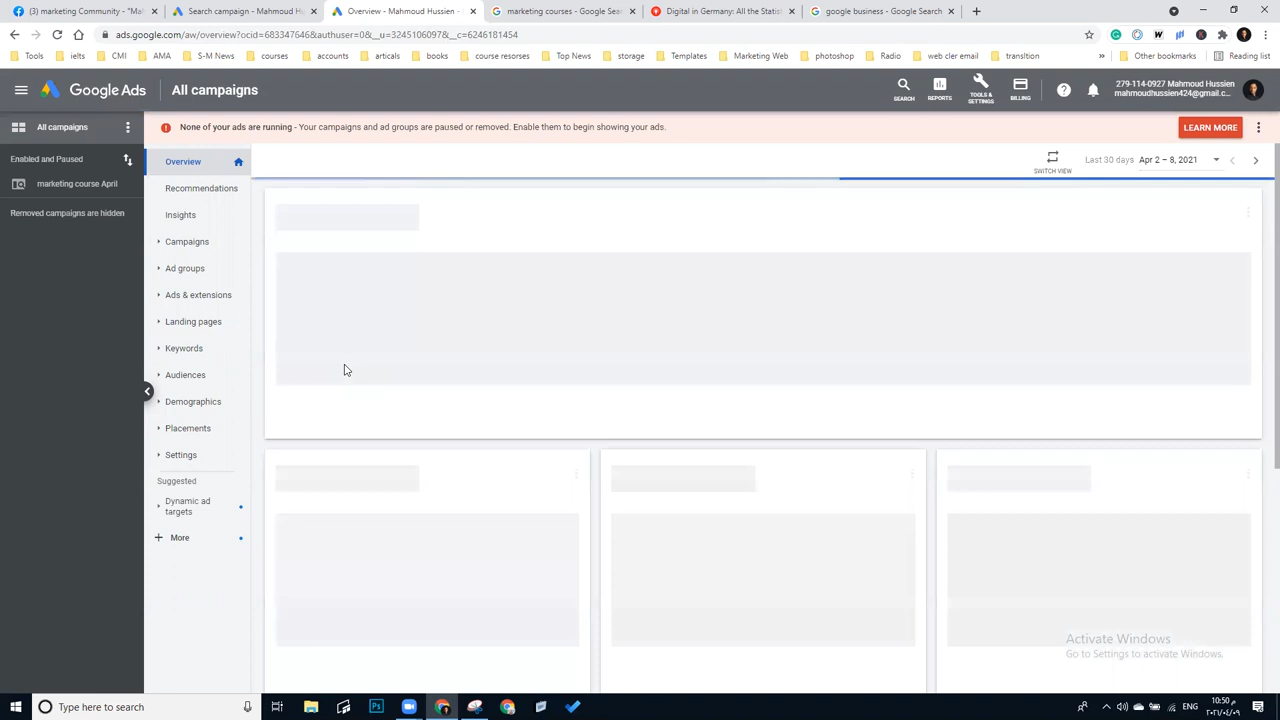 (3) marketing Community - "Ma
Search campaign - Mahmoud Hu
Overview - Mahmoud Hussien -
marketing courses - Google Sea
Digital in Germany: All the Statist
google business - Google Search
ads.google.com/aw/overview?ocid=683347646&authuser=0&__u=3245106097&__c=6246181454
Tools
ielts
CMI
AMA
S-M News
courses
accounts
articals
books
course resorses
Top News
storage
Templates
Marketing Web
photoshop
Radio
web cler email
transltion
»
Other bookmarks
Reading list
Google Ads
All campaigns
SEARCH
REPORTS
TOOLS & SETTINGS
BILLING
279-114-0927 Mahmoud Hussien
mahmoudhussien424@gmail.c...
All campaigns
None of your ads are running - Your campaigns and ad groups are paused or removed. Enable them to begin showing your ads.
LEARN MORE
Enabled and Paused
marketing course April
Removed campaigns are hidden
Overview
Recommendations
Insights
Campaigns
Ad groups
Ads & extensions
Landing pages
Keywords
Audiences
Demographics
Placements
Settings
Suggested
Dynamic ad
targets
More
SWITCH VIEW
Last 30 days Apr 2 – 8, 2021
Activate Windows
Go to Settings to activate Windows.
Type here to search
10:50 م
٢٠٢١/٠٤/٠٩